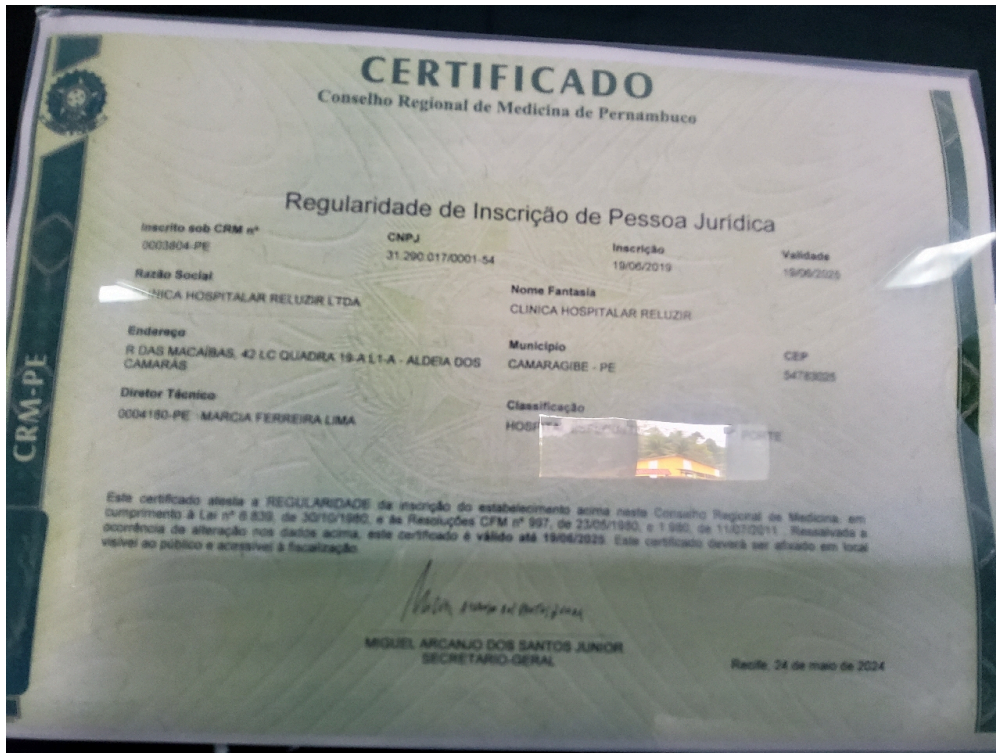 CERTIFICADO
Conselho Regional de Medicina de Pernambuco
Regularidade de Inscrição de Pessoa Jurídica
Inscrito sob CRM nº
0003804-PE
CNPJ
31.290.017/0001-54
Inscrição
19/06/2019
Validade
19/06/2025
Razão Social
INICA HOSPITALAR RELUZIR LTDA
Nome Fantasia
CLINICA HOSPITALAR RELUZIR
Endereço
R DAS MACAÍBAS, 42 LC QUADRA 19-A L1-A - ALDEIA DOS
CAMARÁS
Município
CAMARAGIBE - PE
CEP
54783025
Diretor Técnico
0004180-PE - MARCIA FERREIRA LIMA
Classificação
PORTE
Este certificado atesta a REGULARIDADE da inscrição do estabelecimento acima neste Conselho Regional de Medicina, em
cumprimento à Lei nº 6.839, de 30/10/1980, e às Resoluções CFM nº 997, de 23/05/1980, e 1.980, de 11/07/2011 . Ressalvada a
ocorrência de alteração nos dados acima, este certificado é válido até 19/06/2025. Este certificado deverá ser afixado em local
visível ao público e acessível à fiscalização.
MIGUEL ARCANJO DOS SANTOS JUNIOR
SECRETARIO-GERAL
Recife, 24 de maio de 2024
CRM-PE